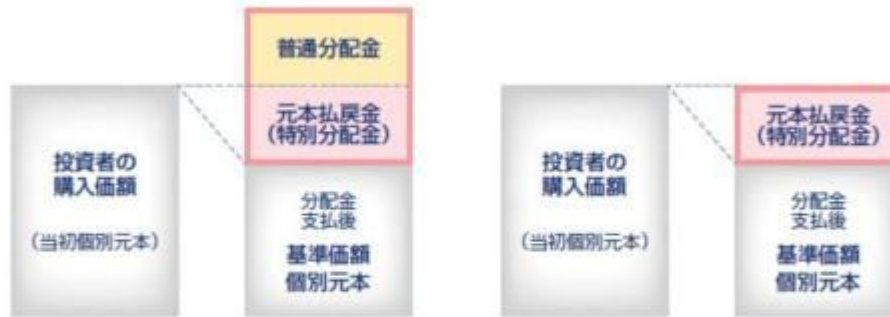 普通分配金
元本払戻金
(特別分配金)
投資者の
購入価額
(当初個別元本)
分配金
支払後
基準価額
個別元本
元本払戻金
(特別分配金)
投資者の
購入価額
(当初個別元本)
分配金
支払後
基準価額
個別元本